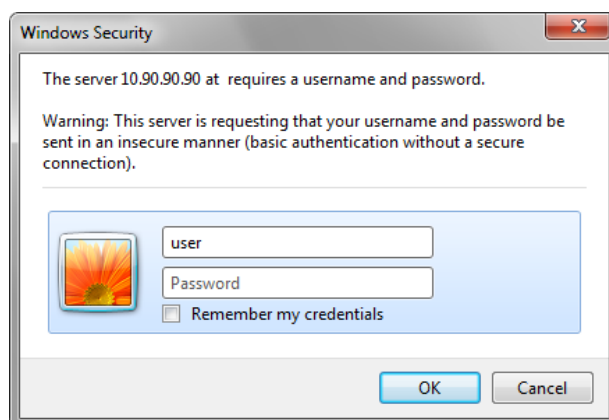 Windows Security
The server 10.90.90.90 at  requires a username and password.
Warning: This server is requesting that your username and password be
sent in an insecure manner (basic authentication without a secure
connection).
user
Password
Remember my credentials
OK
Cancel